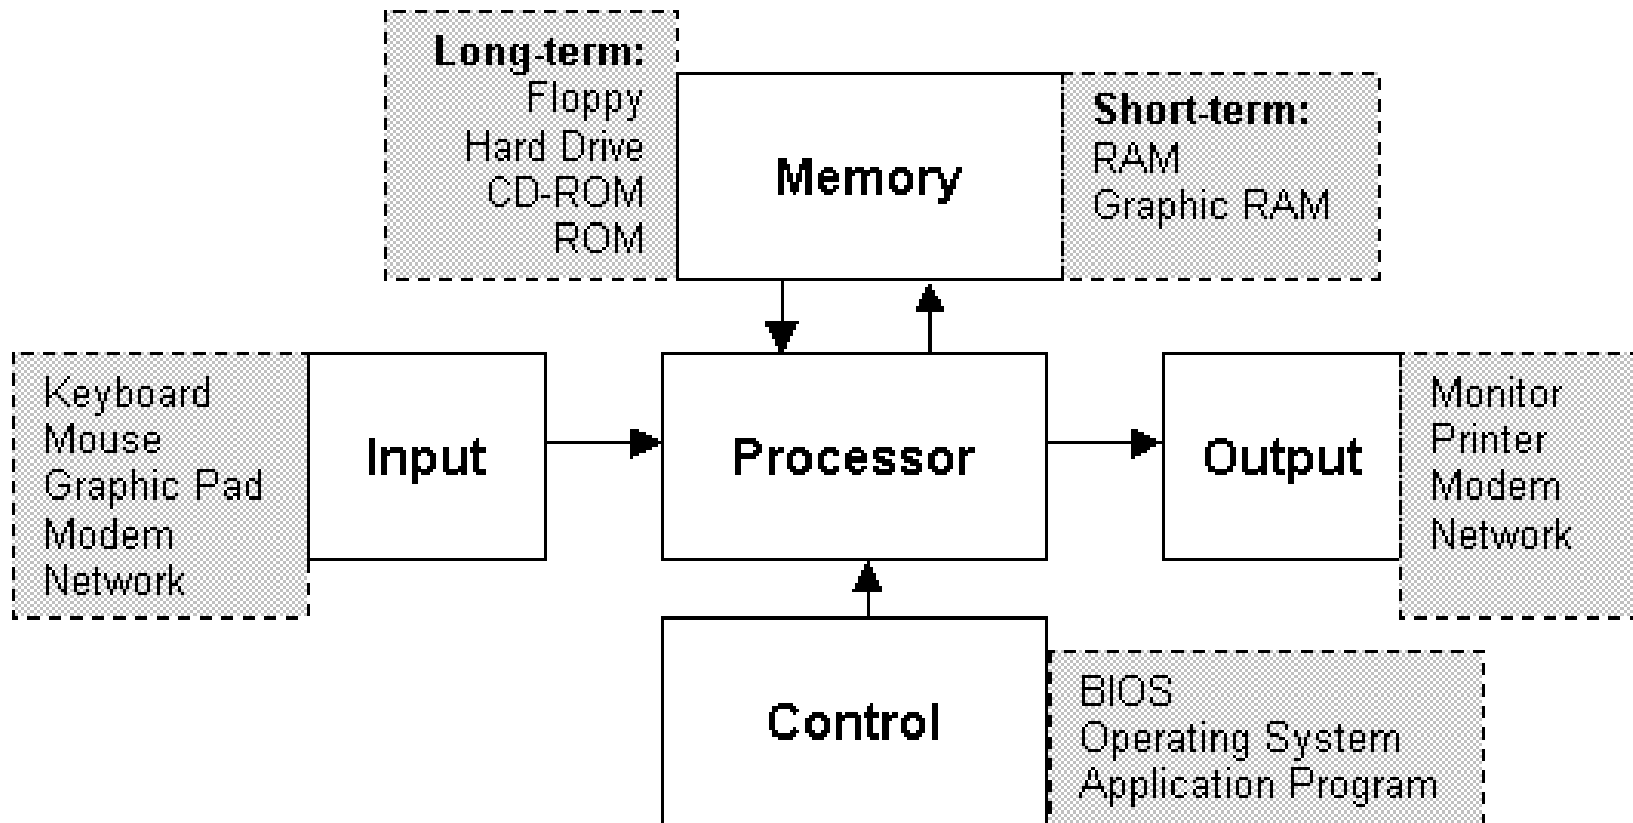 Long-term:
Floppy
Hard Drive
CD-ROM
ROM
Memory
Short-term:
RAM
Graphic RAM
Keyboard
Mouse
Graphic Pad
Modem
Network
Input
Processor
Output
Monitor
Printer
Modem
Network
Control
BIOS
Operating System
Application Program